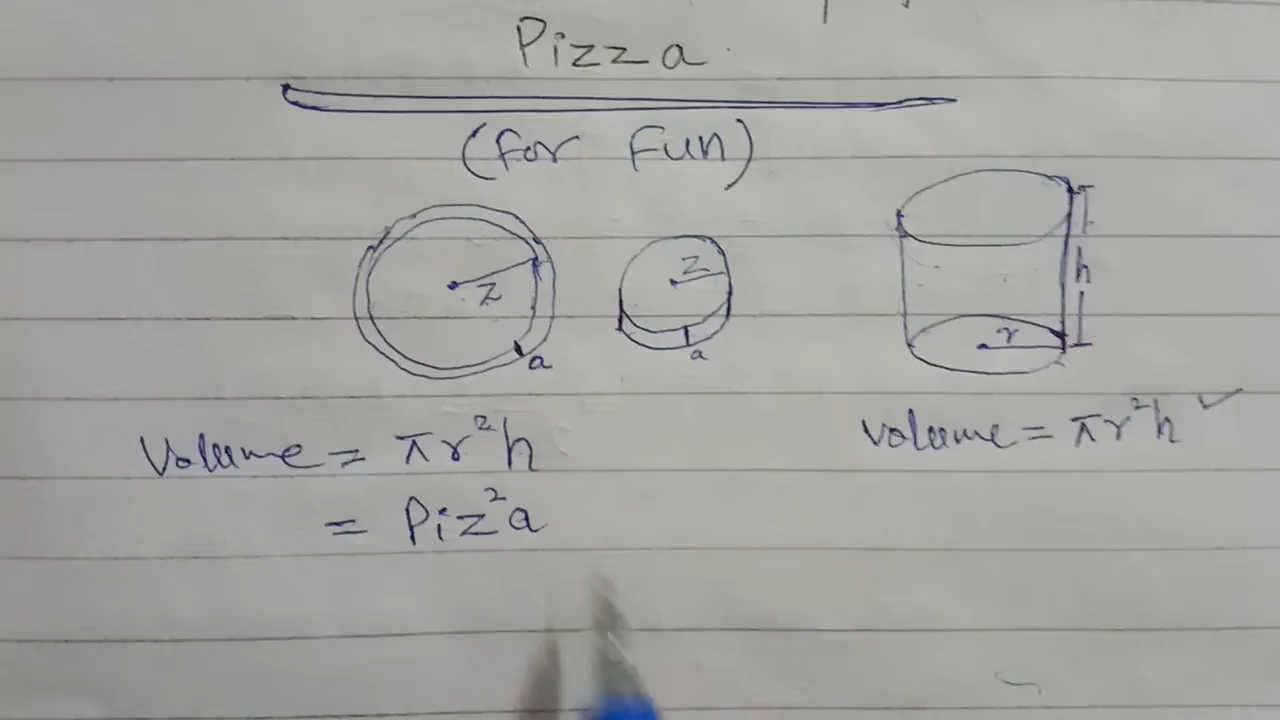 Pizza
(For Fun)
z
a
z
a
h
r
Volume = πr²h
= Piz²a
Volume = πr²h ✓